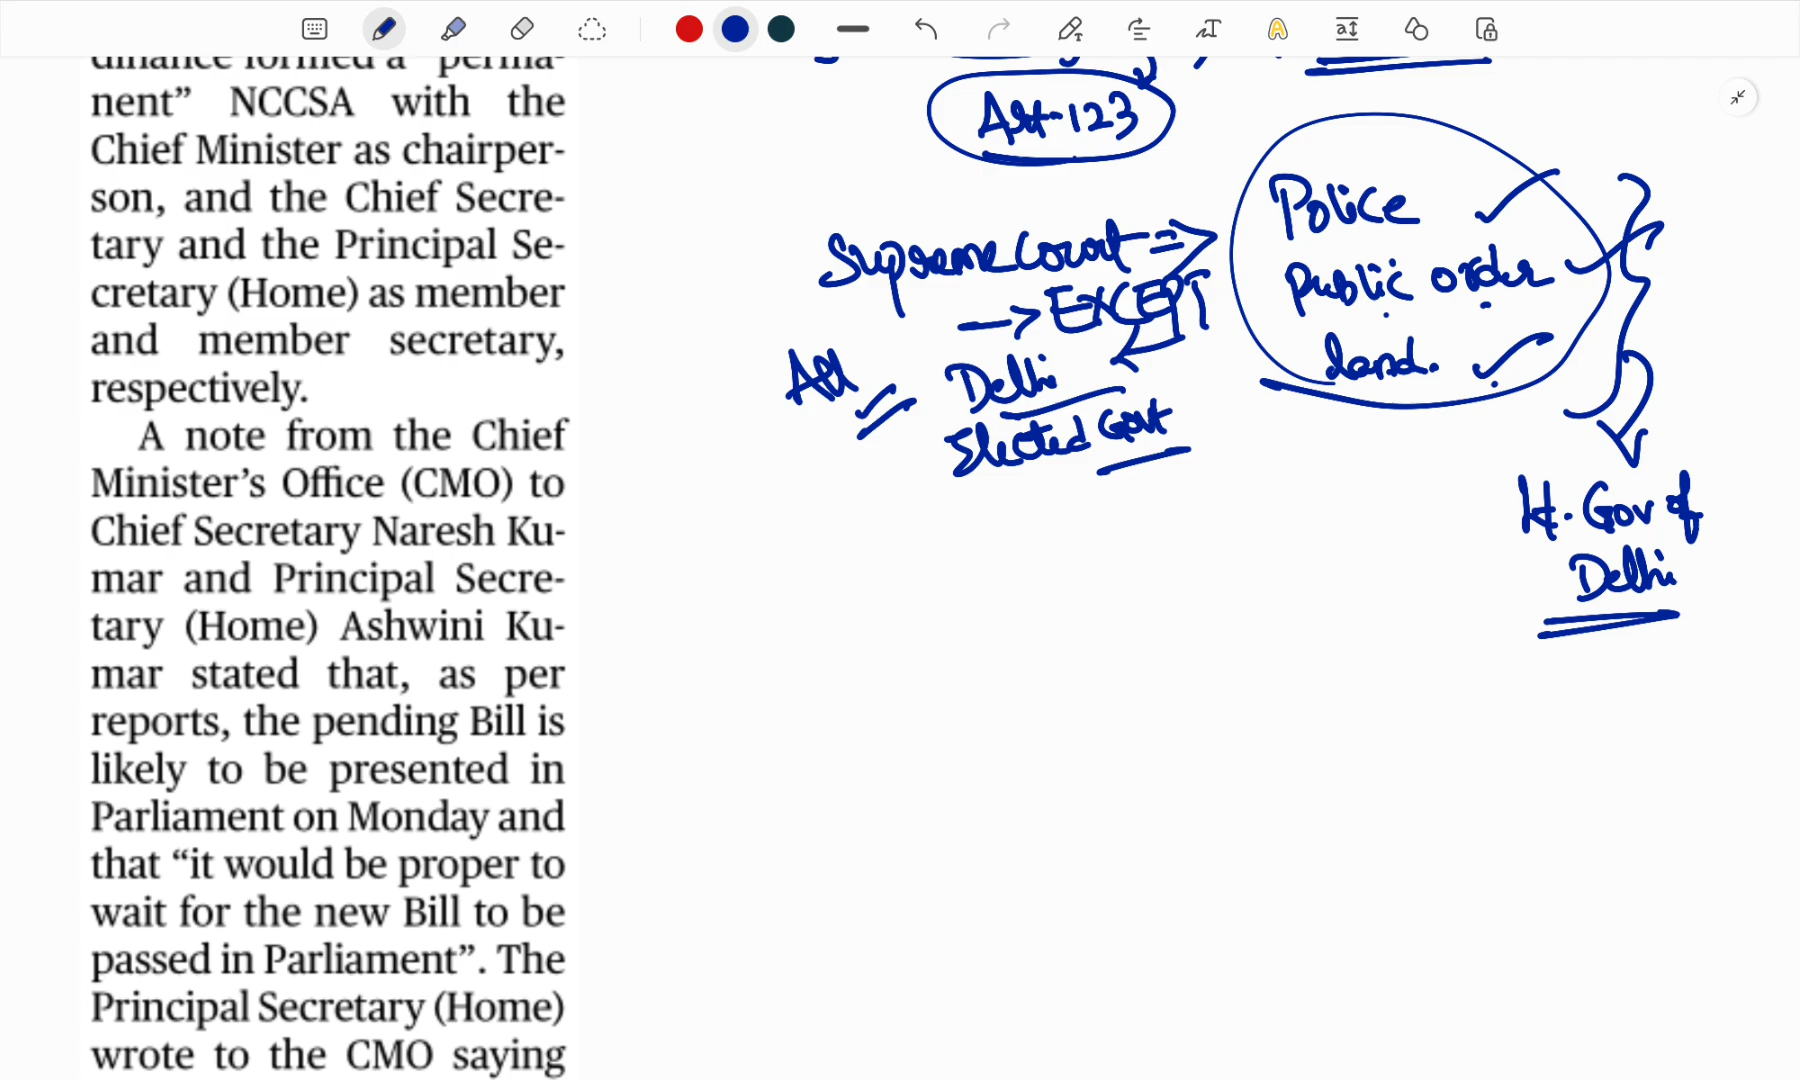 dinance formed a “perma-
nent” NCCSA with the
Chief Minister as chairper-
son, and the Chief Secre-
tary and the Principal Se-
cretary (Home) as member
and member secretary,
respectively.
A note from the Chief
Minister’s Office (CMO) to
Chief Secretary Naresh Ku-
mar and Principal Secre-
tary (Home) Ashwini Ku-
mar stated that, as per
reports, the pending Bill is
likely to be presented in
Parliament on Monday and
that “it would be proper to
wait for the new Bill to be
passed in Parliament”. The
Principal Secretary (Home)
wrote to the CMO saying
Art-123
Supreme Court ⇒
→ EXCEPT
All
Delhi
Elected Govt
Police ✓
Public order ✓
land. ✓
Lt. Gov of
Delhi